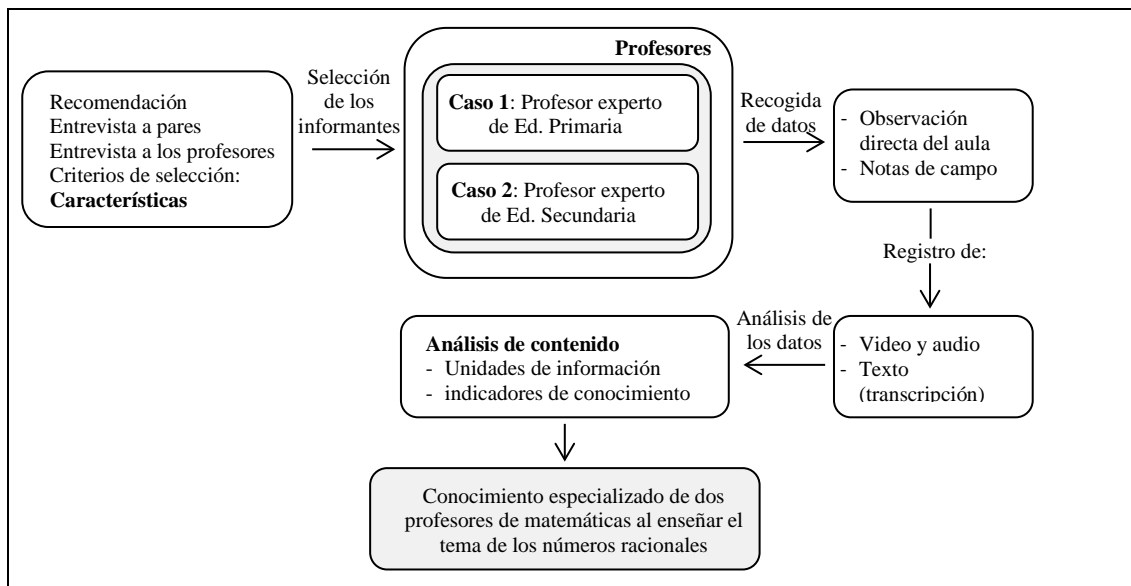 Recomendación
Entrevista a pares
Entrevista a los profesores
Criterios de selección:
Características
Selección
de los
informantes
Profesores
Caso 1: Profesor experto
de Ed. Primaria
Caso 2: Profesor experto
de Ed. Secundaria
Recogida
de datos
- Observación
directa del aula
- Notas de campo
Registro de:
- Video y audio
- Texto
(transcripción)
Análisis de
los datos
Análisis de contenido
- Unidades de información
- indicadores de conocimiento
Conocimiento especializado de dos
profesores de matemáticas al enseñar el
tema de los números racionales